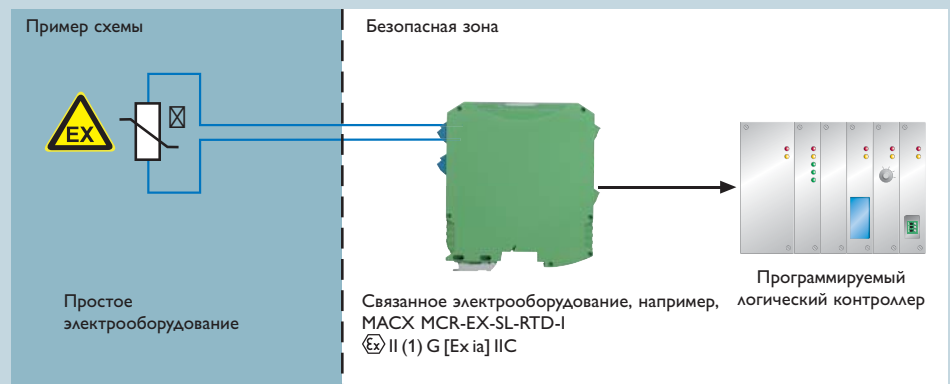 Пример схемы
Безопасная зона
EX
Простое
электрооборудование
Связанное электрооборудование, например,
MACX MCR-EX-SL-RTD-I
Ex II (1) G [Ex ia] IIC
Программируемый
логический контроллер